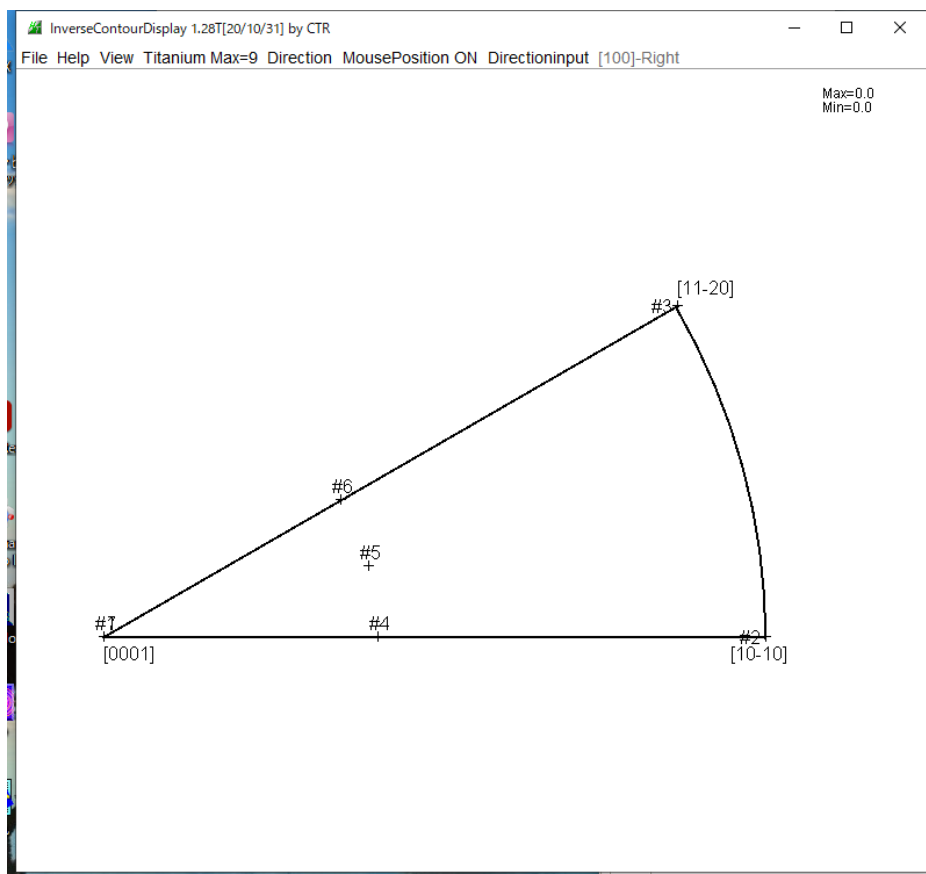 InverseContourDisplay 1.28T[20/10/31] by CTR
File Help View Titanium Max=9 Direction MousePosition ON Directioninput [100]-Right
Max=0.0
Min=0.0
[11-20]
#3
#6
#5
#4
#2
[0001]
[10-10]